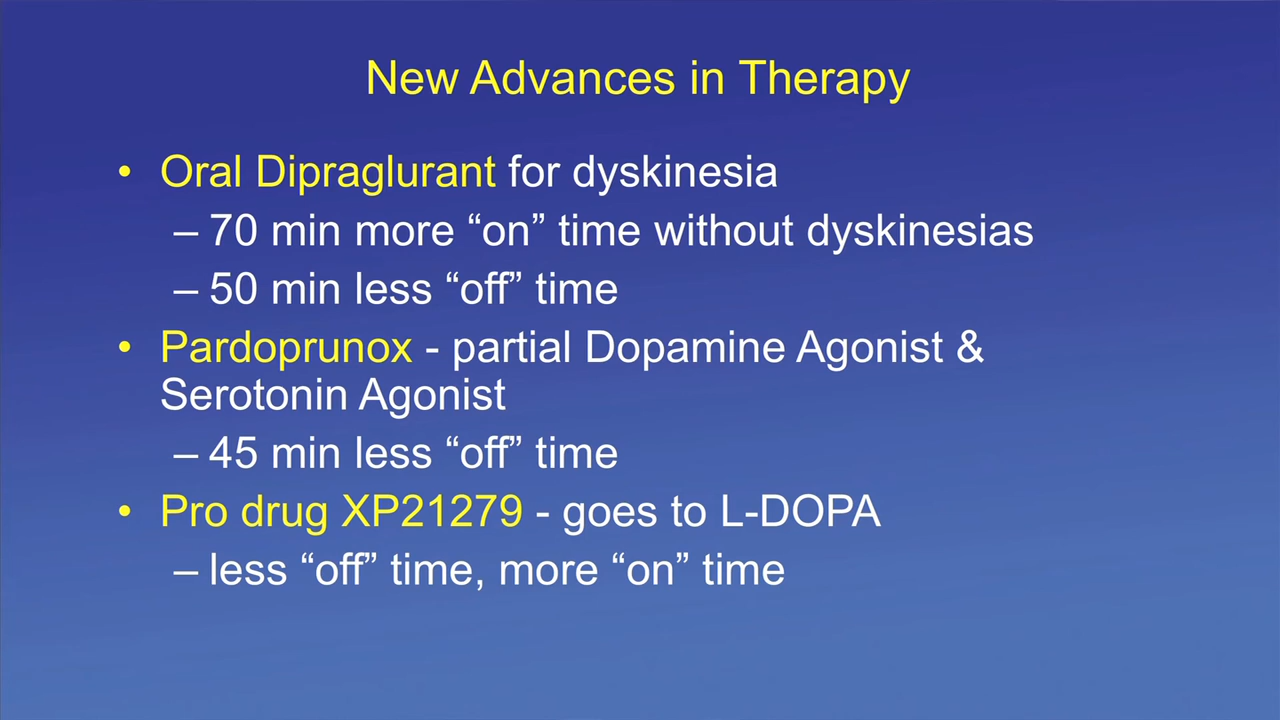 New Advances in Therapy
• Oral Dipraglurant for dyskinesia
– 70 min more “on” time without dyskinesias
– 50 min less “off” time
• Pardoprunox - partial Dopamine Agonist &
Serotonin Agonist
– 45 min less “off” time
• Pro drug XP21279 - goes to L-DOPA
– less “off” time, more “on” time